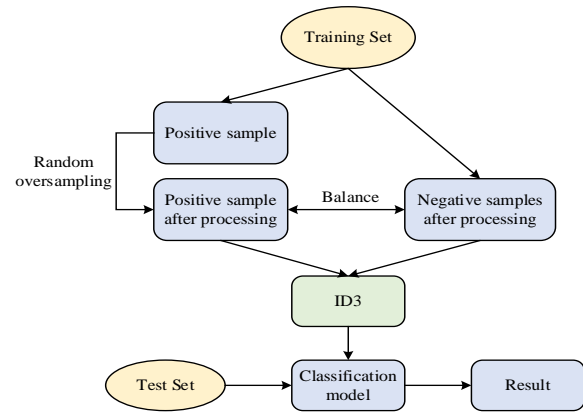 Training Set
Positive sample
Random
oversampling
Positive sample
after processing
Balance
Negative samples
after processing
ID3
Test Set
Classification
model
Result